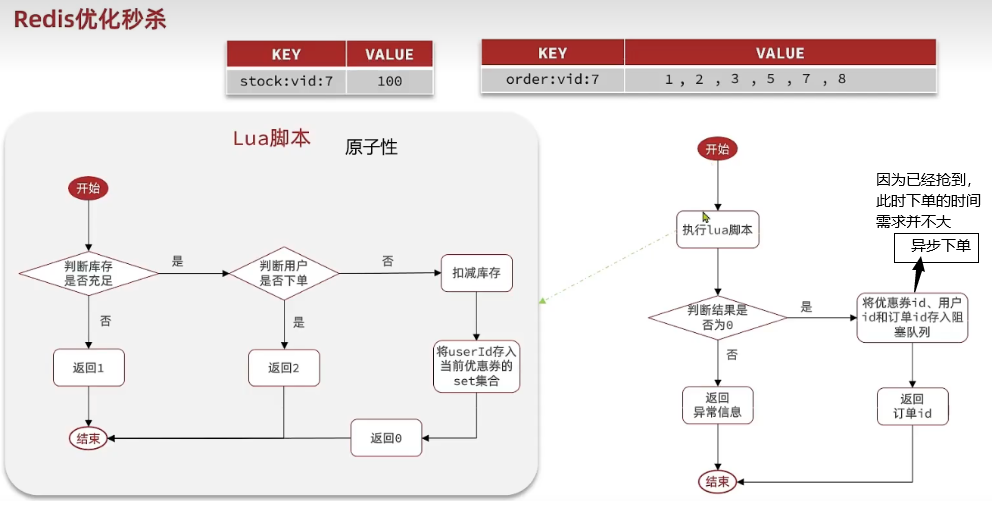 Redis优化秒杀
KEY VALUE
stock:vid:7 100
KEY VALUE
order:vid:7 1 , 2 , 3 , 5 , 7 , 8
Lua脚本
原子性
开始
判断库存
是否充足
是
判断用户
是否下单
否
扣减库存
否
是
返回1
返回2
将userId存入
当前优惠券的
set集合
结束
返回0
开始
执行lua脚本
判断结果是
否为0
是
否
返回
异常信息
因为已经抢到，
此时下单的时间
需求并不大
异步下单
将优惠券id、用户
id和订单id存入阻
塞队列
返回
订单id
结束